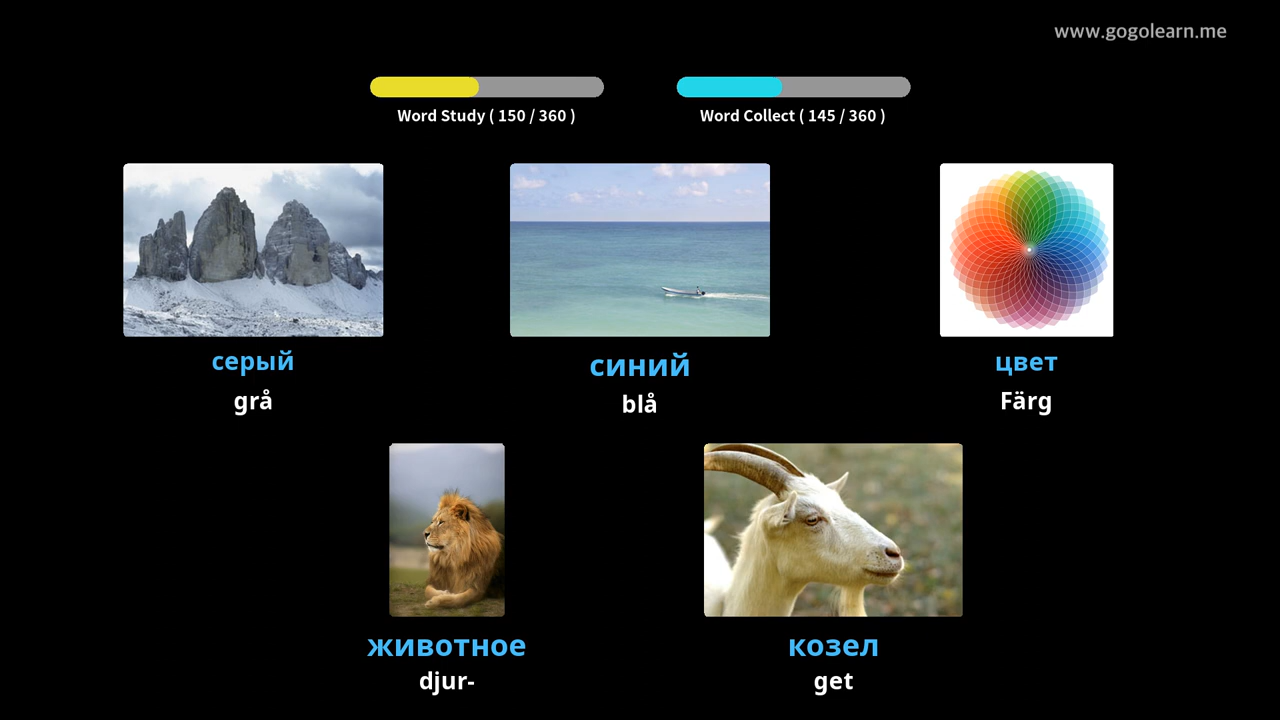 www.gogolearn.me
Word Study ( 150 / 360 )
Word Collect ( 145 / 360 )
серый
синий
цвет
grå
blå
Färg
животное
козел
djur-
get